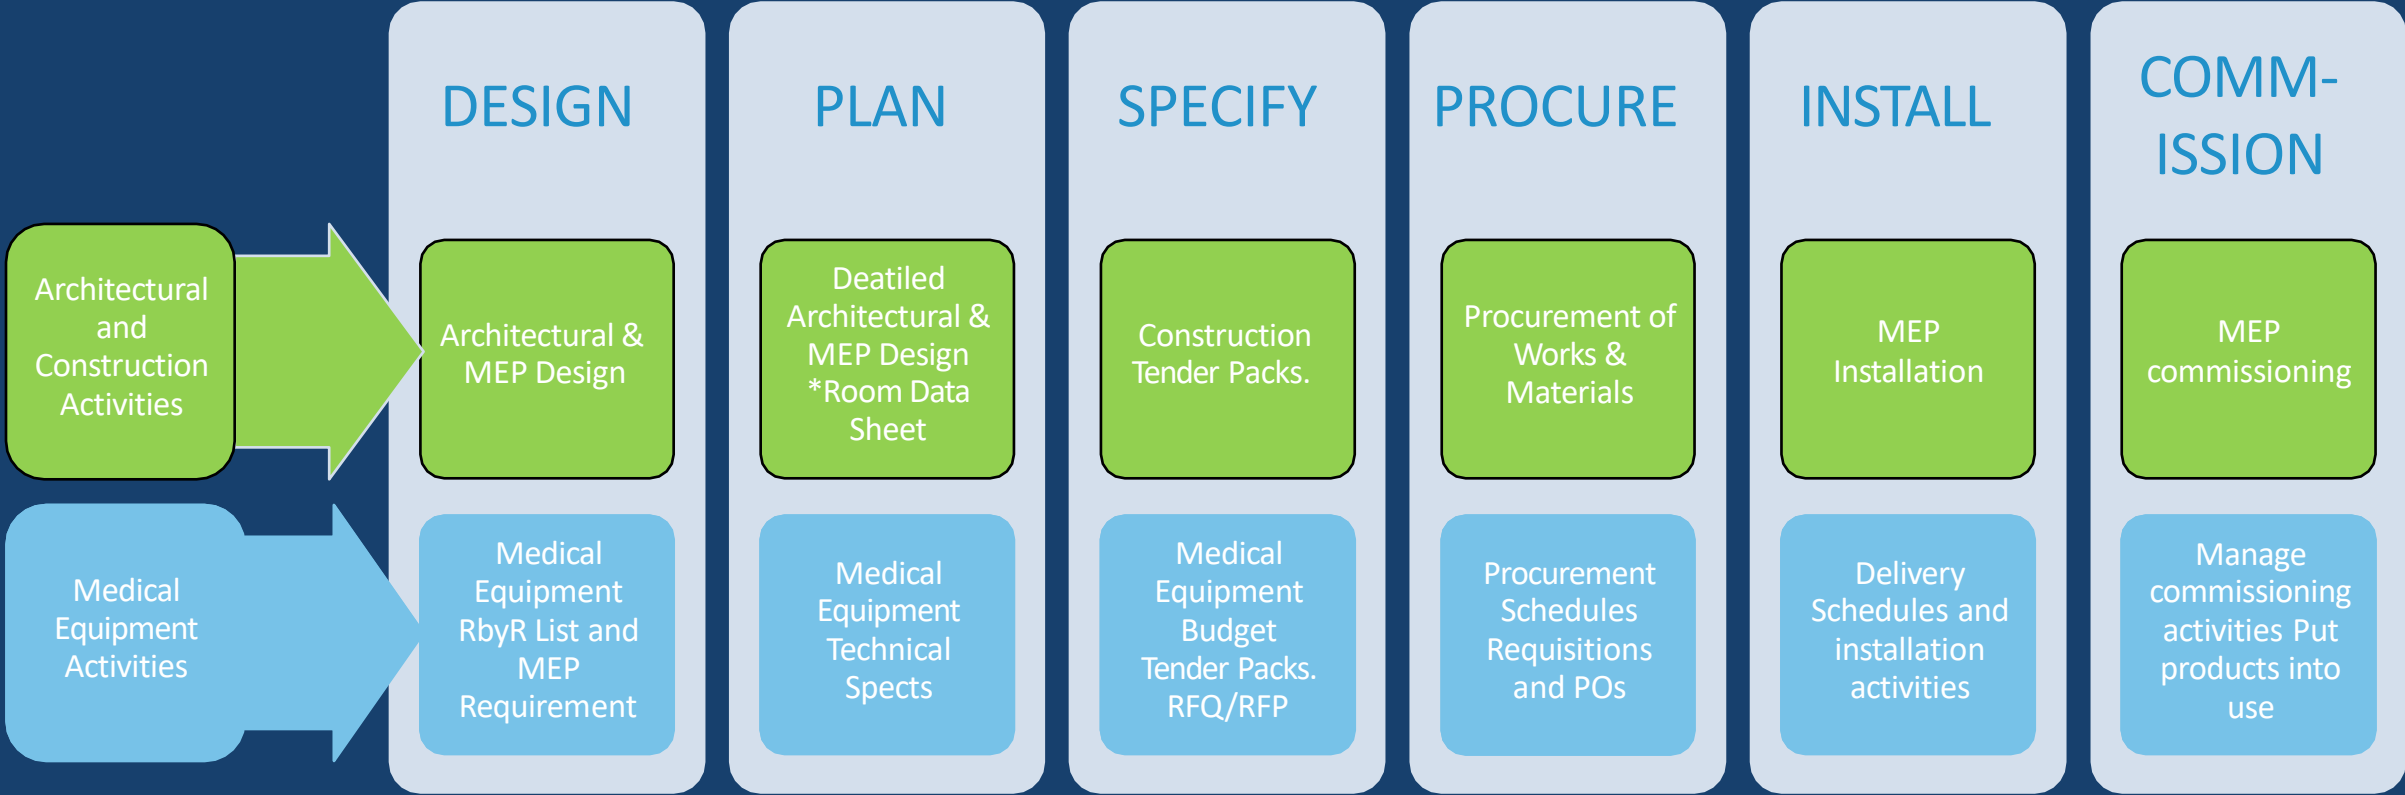 DESIGN
PLAN
SPECIFY
PROCURE
INSTALL
COMM-
ISSION
Architectural
and
Construction
Activities
Architectural &
MEP Design
Deatiled
Architectural &
MEP Design
*Room Data
Sheet
Construction
Tender Packs.
Procurement of
Works &
Materials
MEP
Installation
MEP
commissioning
Medical
Equipment
Activities
Medical
Equipment
RbyR List and
MEP
Requirement
Medical
Equipment
Technical
Spects
Medical
Equipment
Budget
Tender Packs.
RFQ/RFP
Procurement
Schedules
Requisitions
and POs
Delivery
Schedules and
installation
activities
Manage
commissioning
activities Put
products into
use